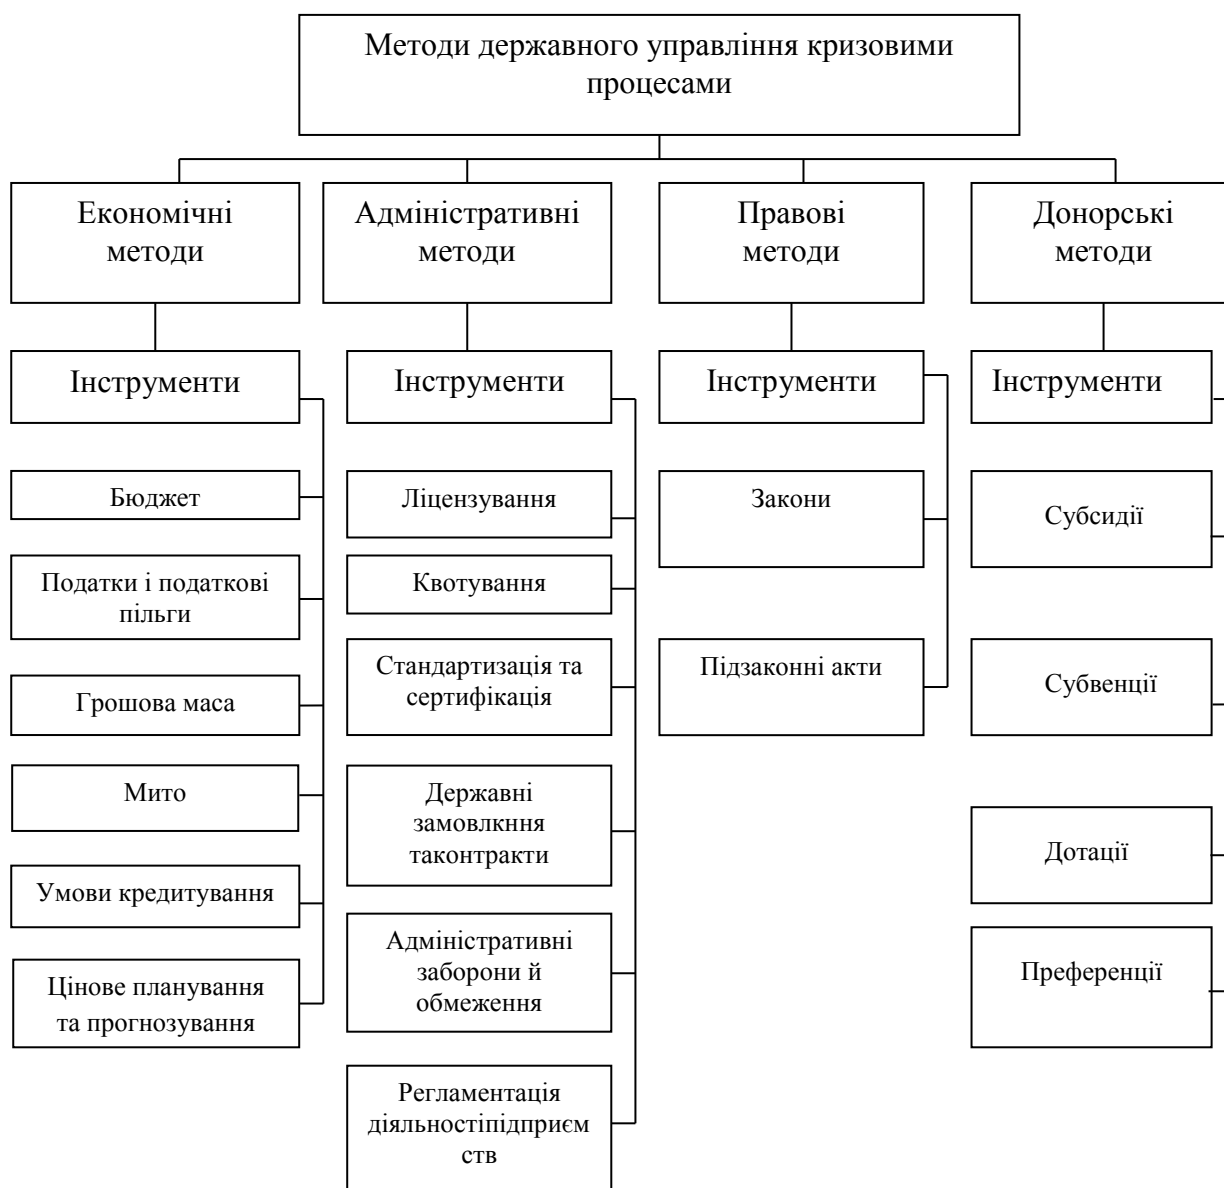 Методи державного управління кризовими
процесами
Економічні
методи
Адміністративні
методи
Правові
методи
Донорські
методи
Інструменти
Інструменти
Інструменти
Інструменти
Бюджет
Податки і податкові
пільги
Грошова маса
Мито
Умови кредитування
Цінове планування
та прогнозування
Ліцензування
Квотування
Стандартизація та
сертифікація
Державні
замовлкння
таконтракти
Адміністративні
заборони й
обмеження
Регламентація
діяльностіпідприєм
ств
Закони
Підзаконні акти
Субсидії
Субвенції
Дотації
Преференції